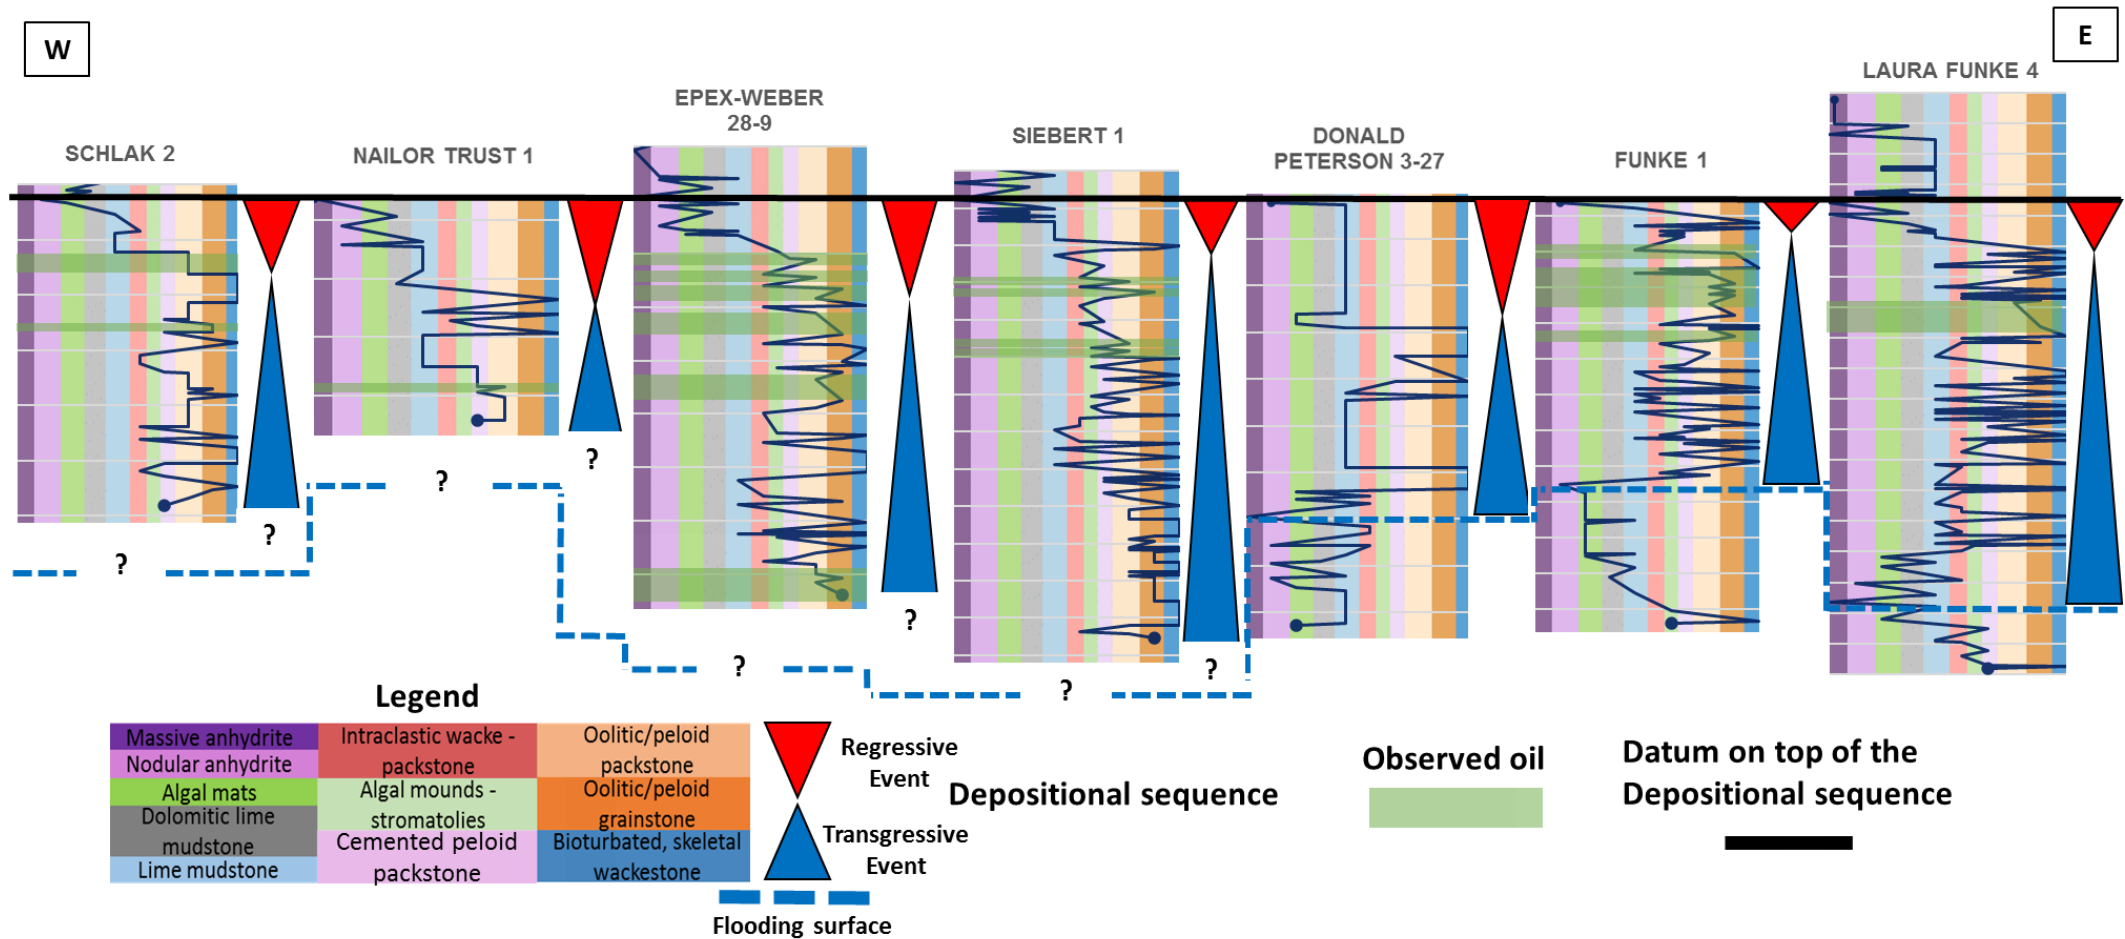 W
E
LAURA FUNKE 4
EPEX-WEBER
28-9
SIEBERT 1
DONALD
PETERSON 3-27
SCHLAK 2
NAILOR TRUST 1
FUNKE 1
?
?
?
?
?
?
?
?
?
Legend
Massive anhydrite
Nodular anhydrite
Algal mats
Dolomitic lime
mudstone
Lime mudstone
Intraclastic wacke -
packstone
Algal mounds -
stromatolies
Cemented peloid
packstone
Oolitic/peloid
packstone
Oolitic/peloid
grainstone
Bioturbated, skeletal
wackestone
Regressive
Event
Transgressive
Event
Flooding surface
Depositional sequence
Observed oil
Datum on top of the
Depositional sequence